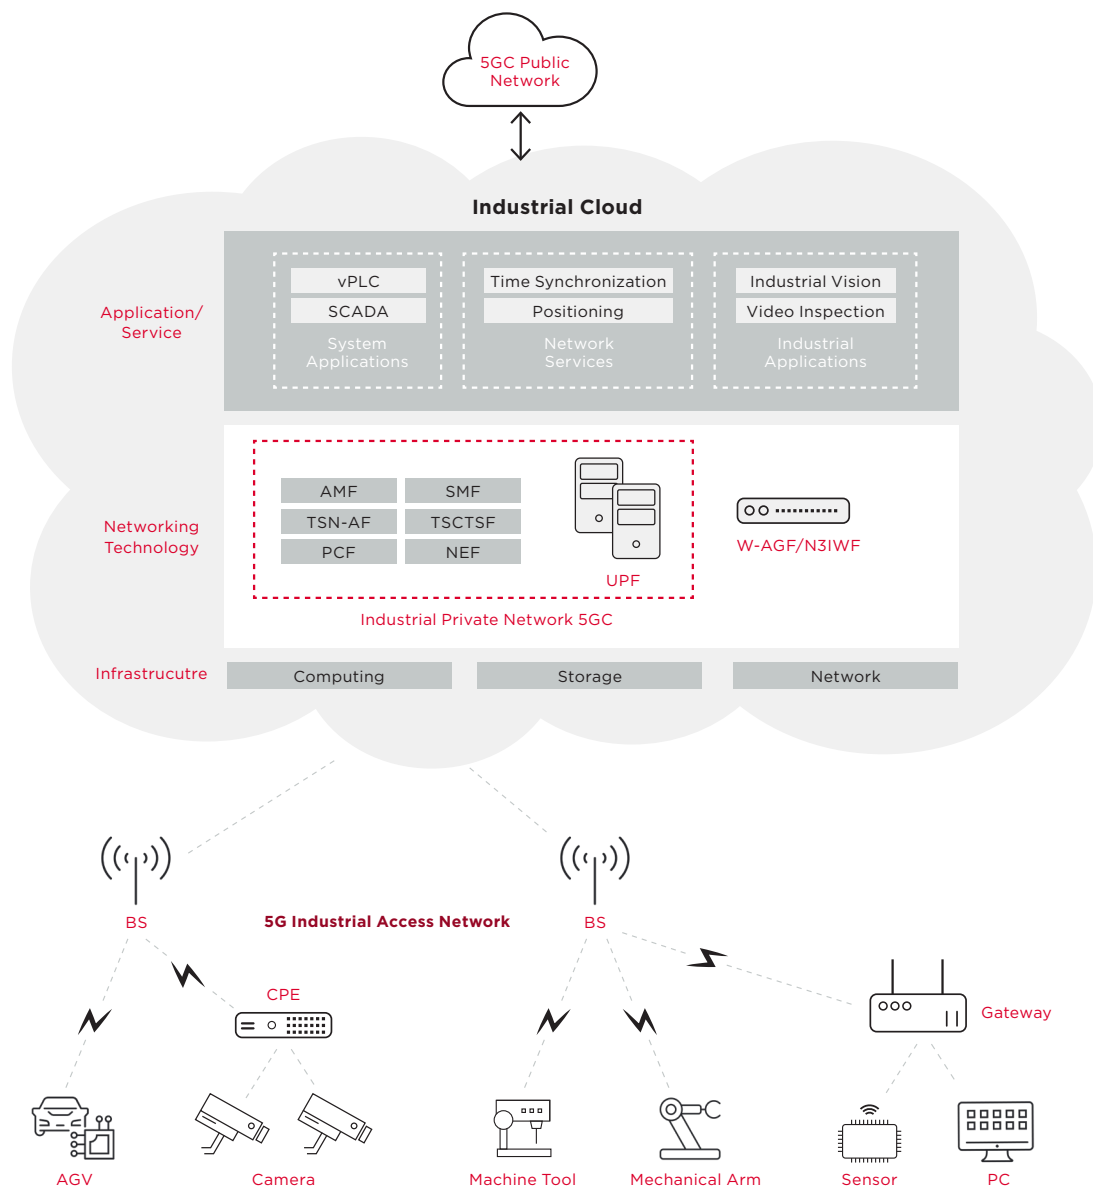 5GC Public
Network
Industrial Cloud
Application/
Service
vPLC
SCADA
System
Applications
Time Synchronization
Positioning
Network
Services
Industrial Vision
Video Inspection
Industrial
Applications
Networking
Technology
AMF
SMF
TSN-AF
TSCTSF
PCF
NEF
UPF
W-AGF/N3IWF
Industrial Private Network 5GC
Infrastrucutre
Computing
Storage
Network
BS
5G Industrial Access Network
BS
CPE
Gateway
AGV
Camera
Machine Tool
Mechanical Arm
Sensor
PC